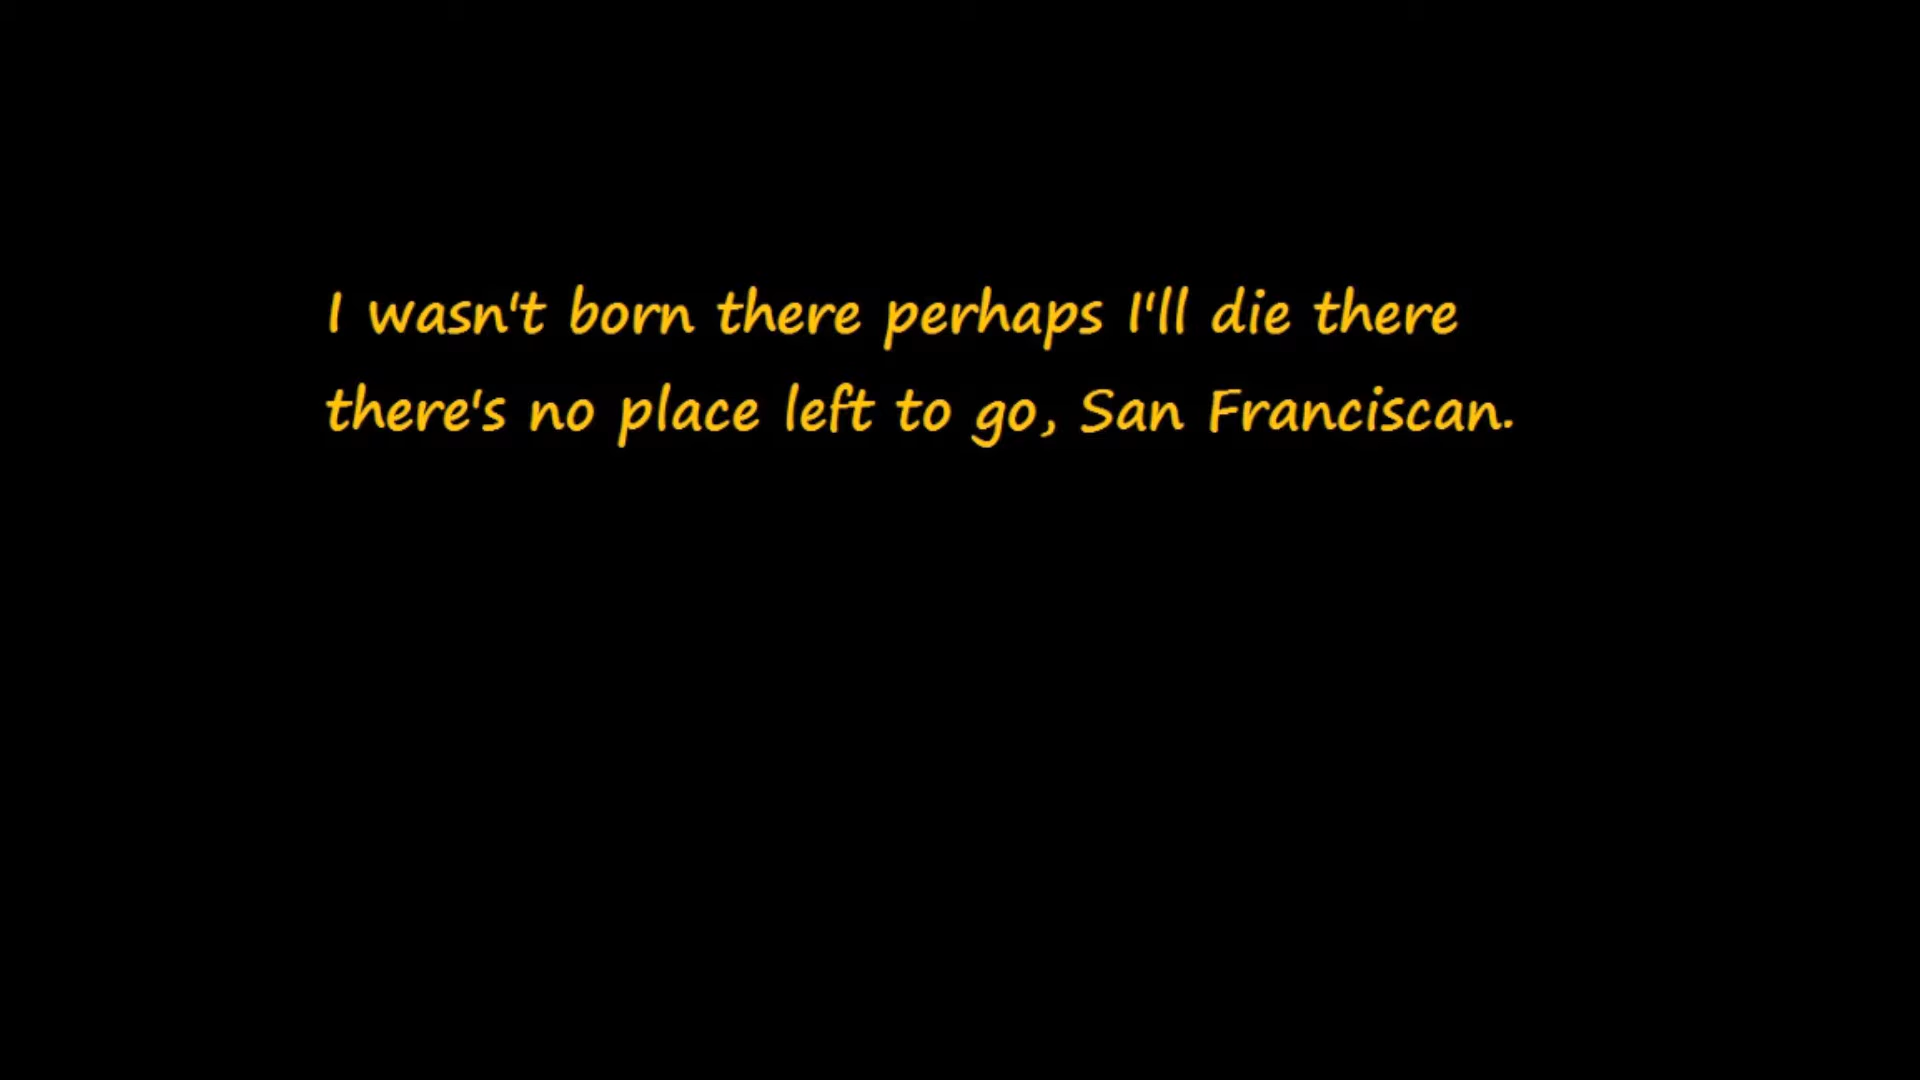 I wasn't born there perhaps I'll die there
there's no place left to go, San Franciscan.